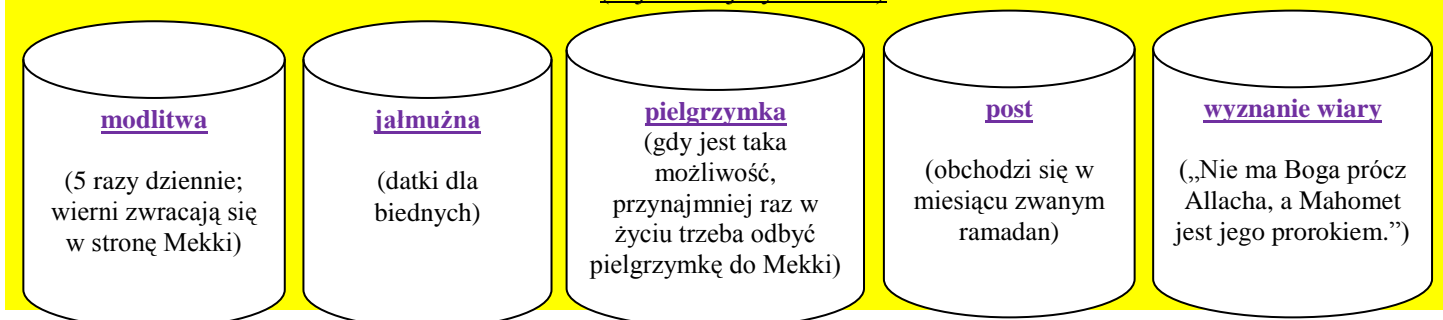 modlitwa
(5 razy dziennie;
wierni zwracają się
w stronę Mekki)
jałmużna
(datki dla
biednych)
pielgrzymka
(gdy jest taka
możliwość,
przynajmniej raz w
życiu trzeba odbyć
pielgrzymkę do Mekki)
post
(obchodzi się w
miesiącu zwanym
ramadan)
wyznanie wiary
(„Nie ma Boga prócz
Allacha, a Mahomet
jest jego prorokiem.”)